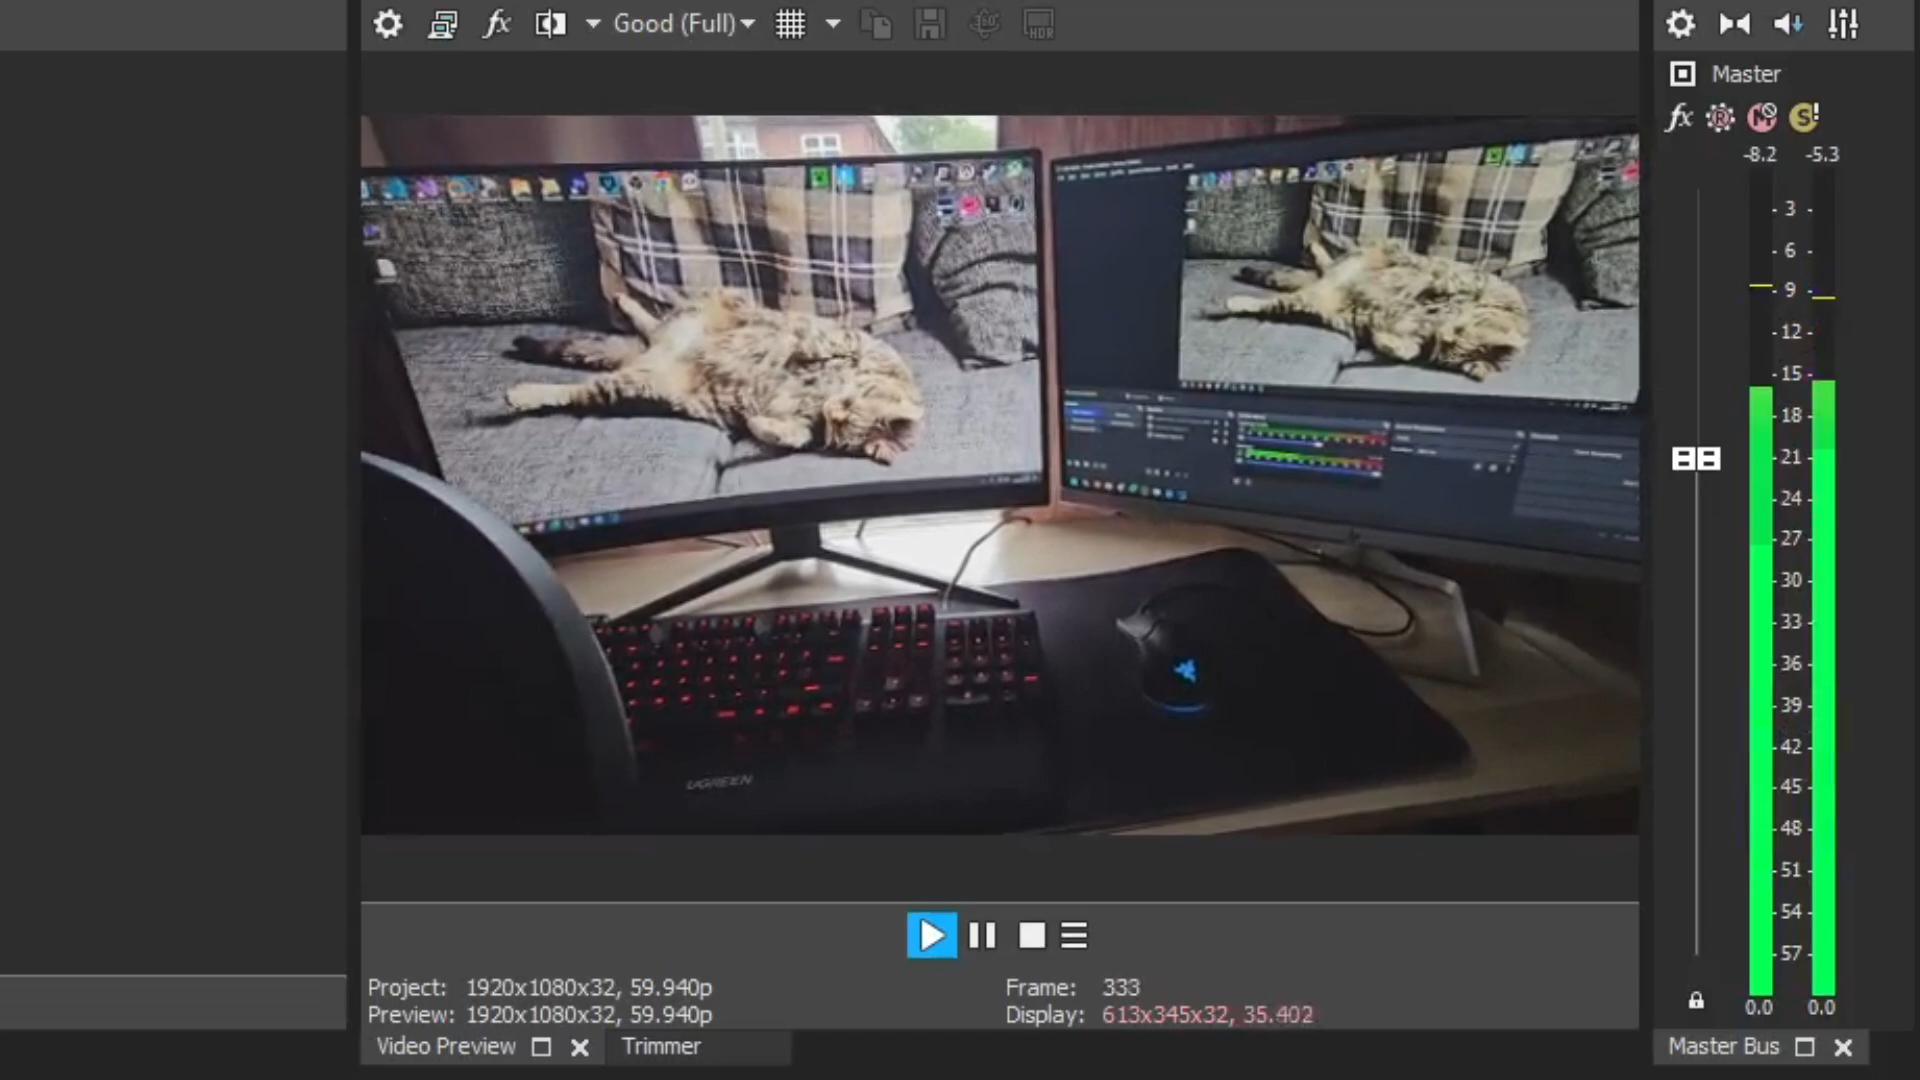 Good (Full)
HDR
Master
fx
-8.2 -5.3
3
6
9
12
15
18
21
24
27
30
33
36
39
42
45
48
51
54
57
0.0 0.0
UGREEN
Project: 1920x1080x32, 59.940p
Frame: 333
Preview: 1920x1080x32, 59.940p
Display: 613x345x32, 35.402
Video Preview
Trimmer
Master Bus